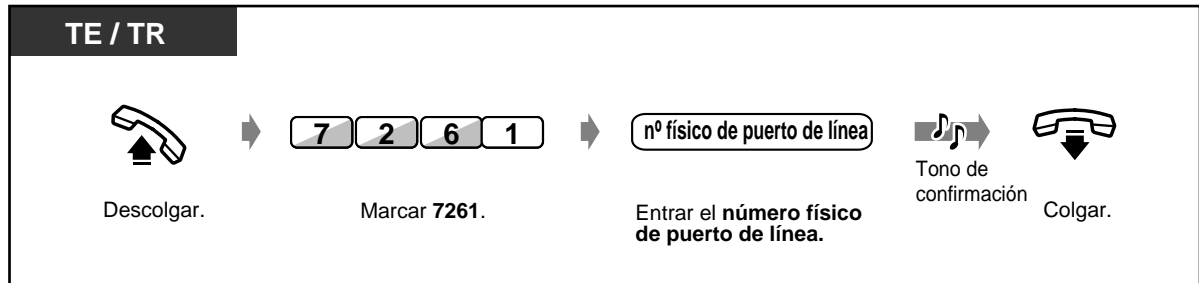 TE / TR
7 2 6 1
nº físico de puerto de línea
Descolgar.
Marcar 7261.
Entrar el número físico
de puerto de línea.
Tono de
confirmación
Colgar.